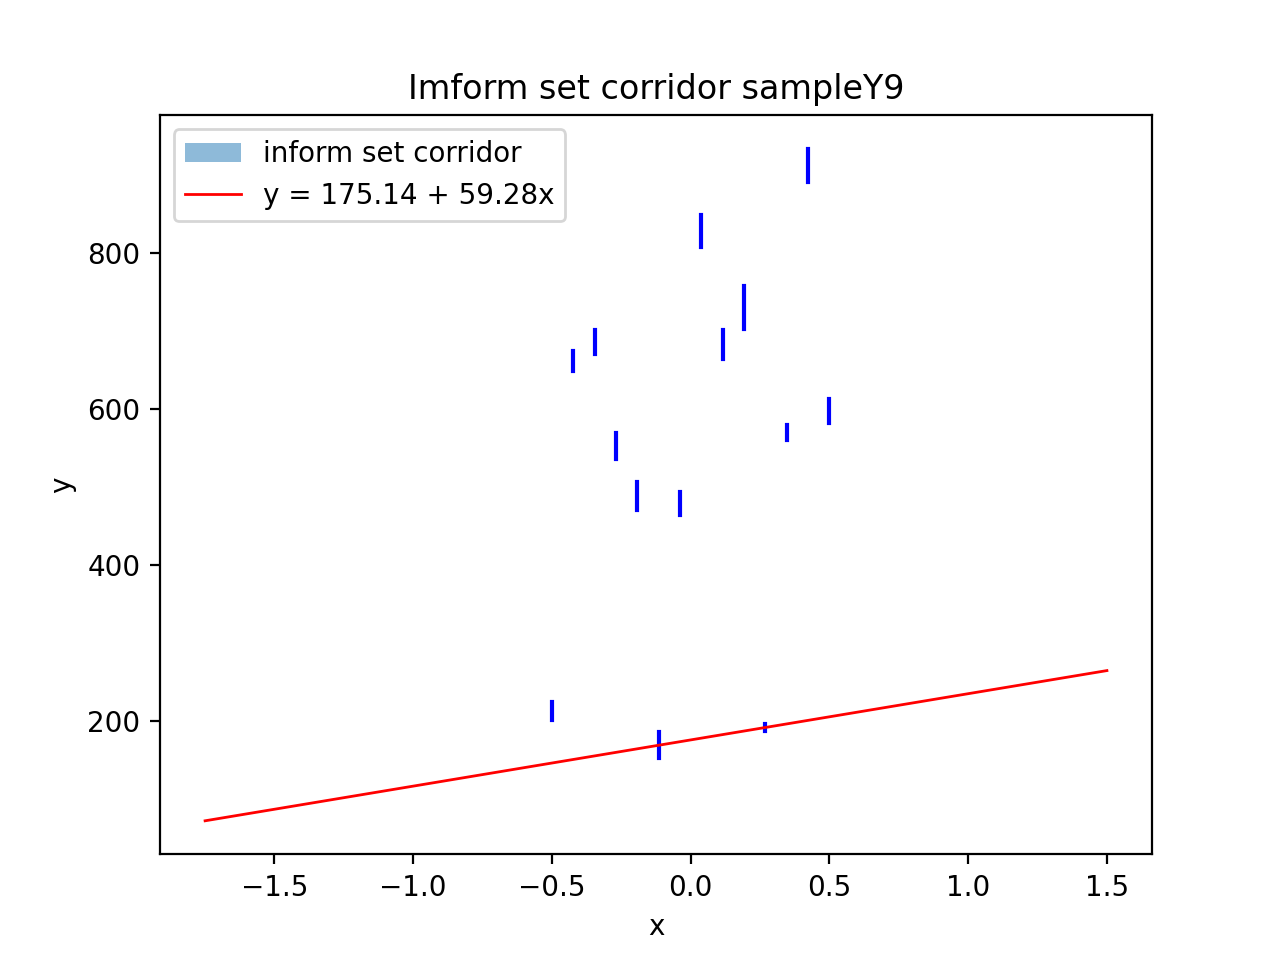 Imform set corridor sampleY9
inform set corridor
y = 175.14 + 59.28x
800
600
400
200
y
−1.5 −1.0 −0.5 0.0 0.5 1.0 1.5
x